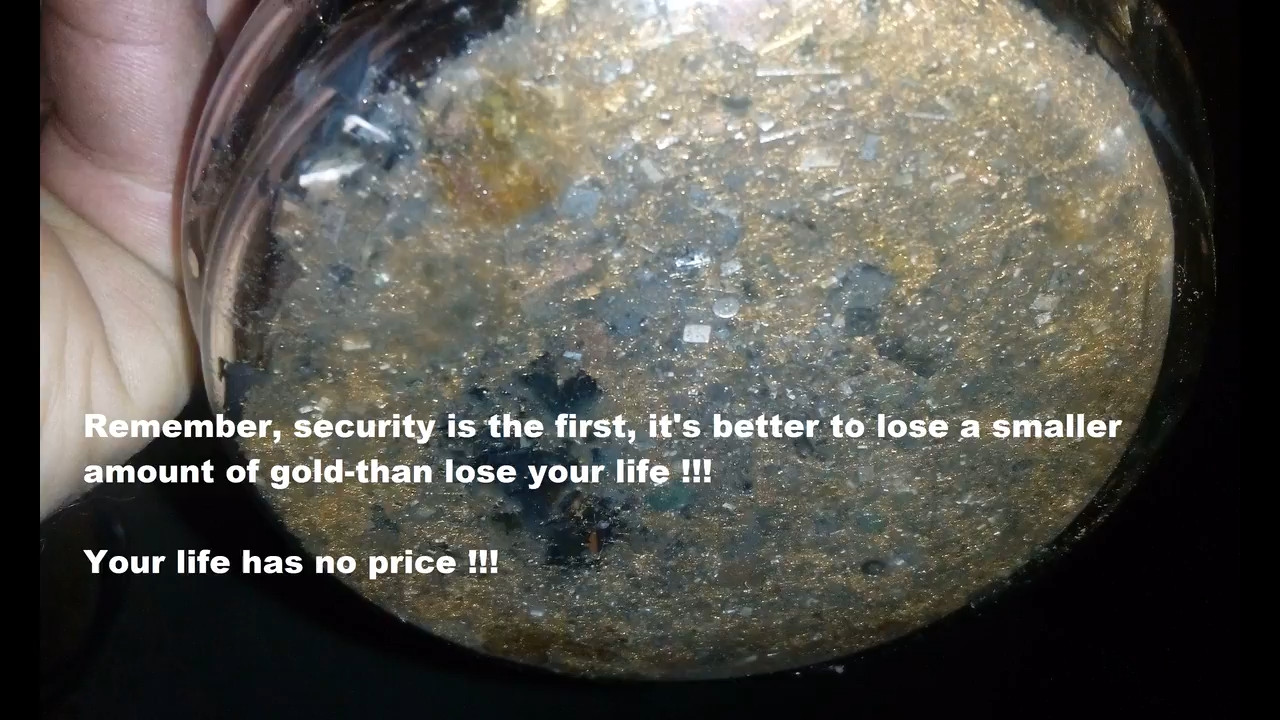 Remember, security is the first, it's better to lose a smaller
amount of gold-than lose your life !!!
Your life has no price !!!